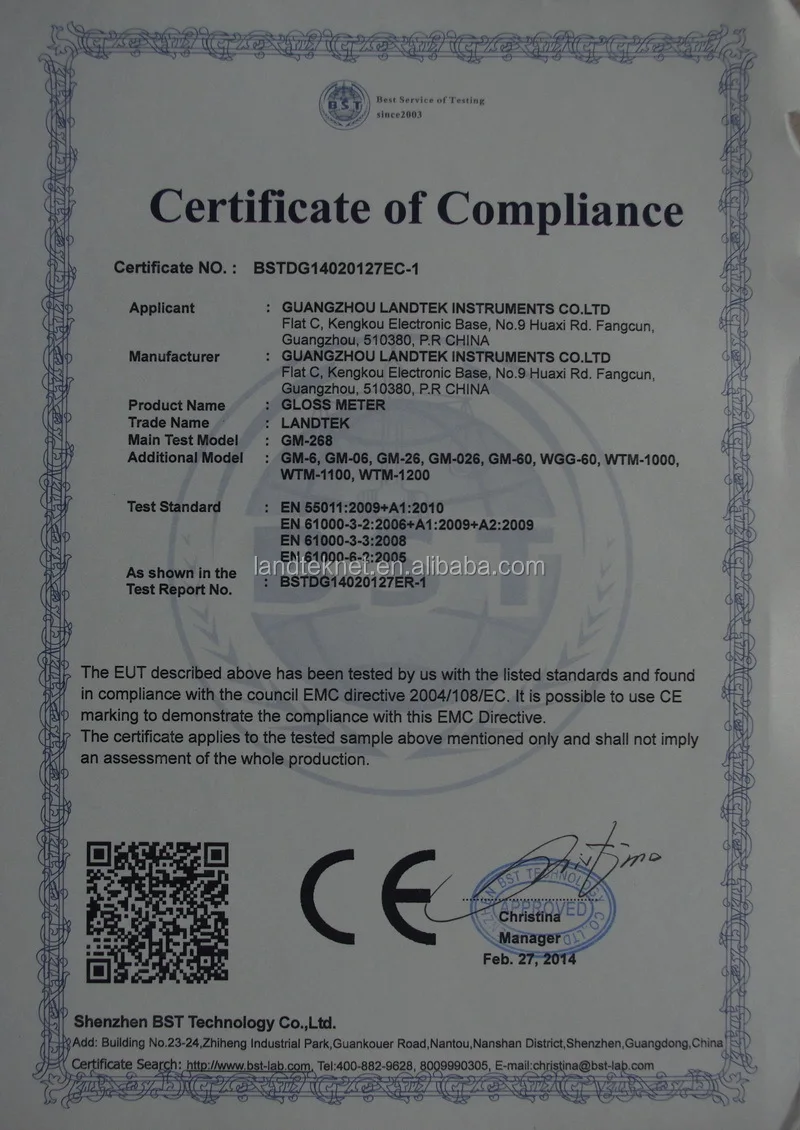 BST
Best Service of Testing
since2003
Certificate of Compliance
Certificate NO. : BSTDG14020127EC-1
Applicant : GUANGZHOU LANDTEK INSTRUMENTS CO.LTD
Flat C, Kengkou Electronic Base, No.9 Huaxi Rd. Fangcun,
Guangzhou, 510380, P.R CHINA
Manufacturer : GUANGZHOU LANDTEK INSTRUMENTS CO.LTD
Flat C, Kengkou Electronic Base, No.9 Huaxi Rd. Fangcun,
Guangzhou, 510380, P.R CHINA
Product Name : GLOSS METER
Trade Name : LANDTEK
Main Test Model : GM-268
Additional Model : GM-6, GM-06, GM-26, GM-026, GM-60, WGG-60, WTM-1000,
WTM-1100, WTM-1200
Test Standard : EN 55011:2009+A1:2010
EN 61000-3-2:2006+A1:2009+A2:2009
EN 61000-3-3:2008
EN 61000-6-2:2005
landteknet.en.alibaba.com
As shown in the
Test Report No. : BSTDG14020127ER-1
BST
The EUT described above has been tested by us with the listed standards and found
in compliance with the council EMC directive 2004/108/EC. It is possible to use CE
marking to demonstrate the compliance with this EMC Directive.
The certificate applies to the tested sample above mentioned only and shall not imply
an assessment of the whole production.
CE
BST TECHNOLOGY CO.,LTD
APPROVED
Christina
Manager
Feb. 27, 2014
Shenzhen BST Technology Co.,Ltd.
Add: Building No.23-24,Zhiheng Industrial Park,Guankouer Road,Nantou,Nanshan District,Shenzhen,Guangdong,China
Certificate Search: http://www.bst-lab.com, Tel:400-882-9628, 8009990305, E-mail:christina@bst-lab.com